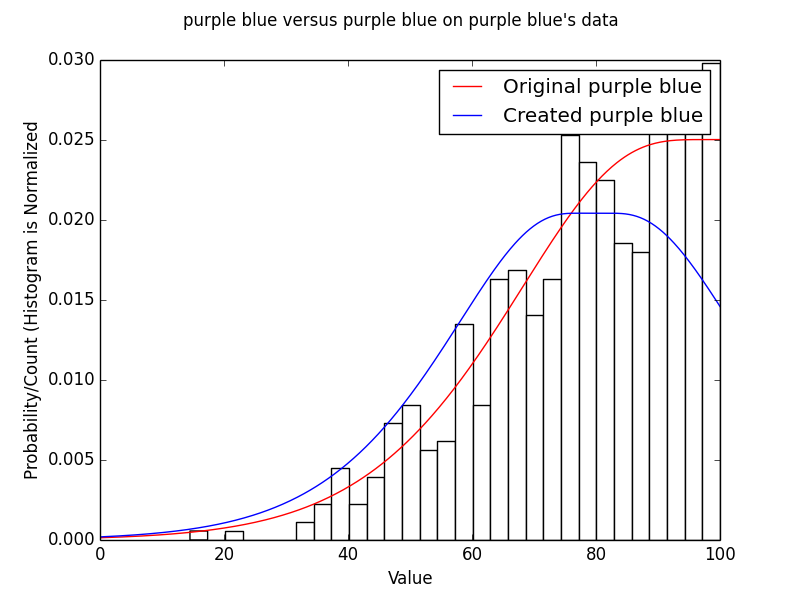 purple blue versus purple blue on purple blue's data
Original purple blue
Created purple blue
Probability/Count (Histogram is Normalized
0.030
0.025
0.020
0.015
0.010
0.005
0.000
0 20 40 60 80 100
Value